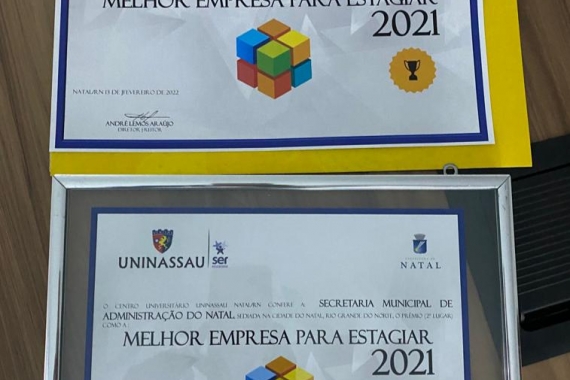 MELHOR EMPRESA PARA ESTAGIAR
2021
NATAL/RN 11 DE FEVEREIRO DE 2022
ANDRÉ LEMOS ARAÚJO
DIRETOR | REITOR
UNINASSAU
ser
NATAL
O CENTRO UNIVERSITÁRIO UNINASSAU NATAL/RN CONFERE A SECRETARIA MUNICIPAL DE
ADMINISTRAÇÃO DO NATAL, SEDIADA NA CIDADE DO NATAL, RIO GRANDE DO NORTE, O PRÊMIO (2º LUGAR)
COMO A
MELHOR EMPRESA PARA ESTAGIAR
2021